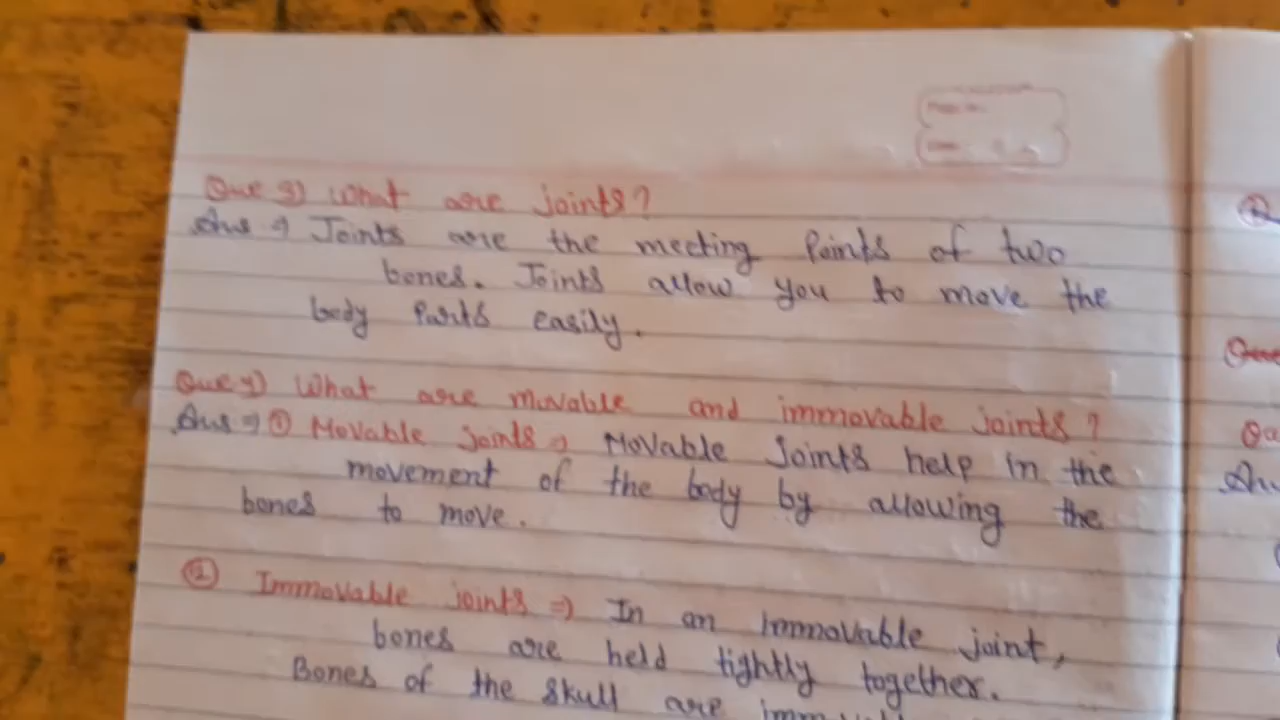 Que 3) What are joints?
Ans → Joints are the meeting Points of two
bones. Joints allow you to move the
body Parts easily.
Que 4) What are movable and immovable joints?
Ans ⇒ ① Movable Joints ⇒ Movable Joints help in the
movement of the body by allowing the
bones to move.
② Immovable joints ⇒ In an immovable joint,
bones are held tightly together.
Bones of the skull are